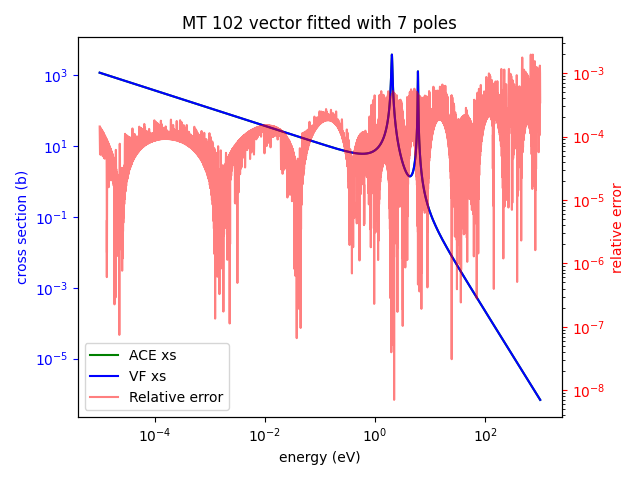 MT 102 vector fitted with 7 poles
cross section (b)
10^3
10^1
10^-1
10^-3
10^-5
10^-3
10^-4
10^-5
10^-6
10^-7
10^-8
relative error
ACE xs
VF xs
Relative error
10^-4
10^-2
10^0
10^2
energy (eV)